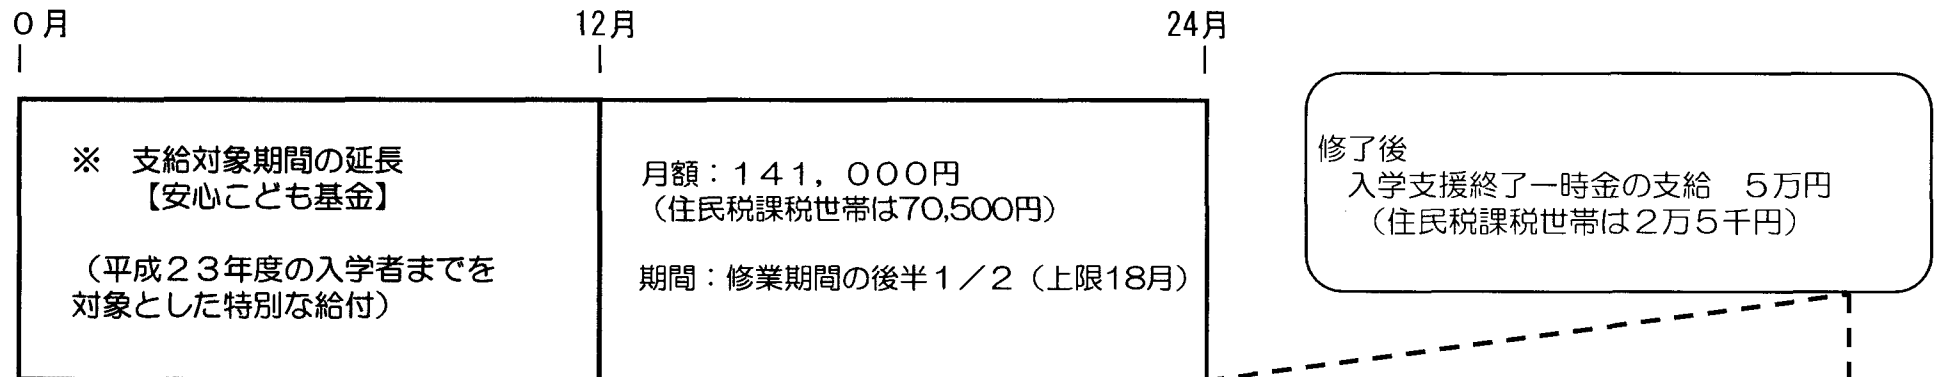 ０月
12月
24月
※　支給対象期間の延長
【安心こども基金】
（平成２３年度の入学者までを
対象とした特別な給付）
月額：１４１，０００円
（住民税課税世帯は70,500円）
期間：修業期間の後半１／２（上限18月）
修了後
入学支援終了一時金の支給　５万円
（住民税課税世帯は２万５千円）